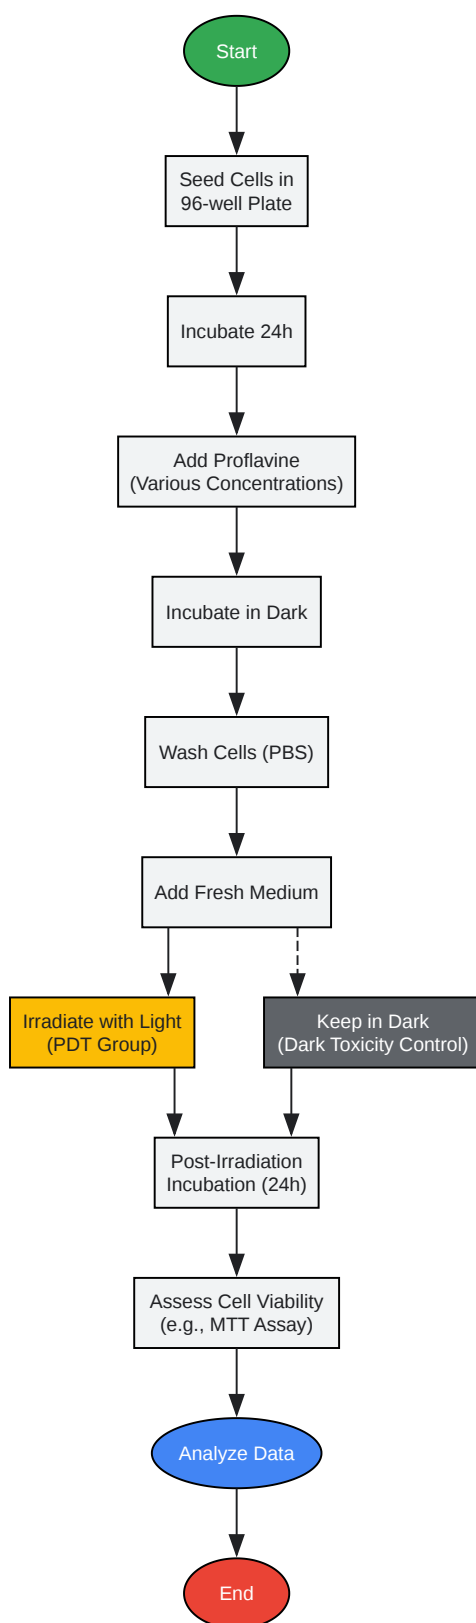 Start
Seed Cells in
96-well Plate
Incubate 24h
Add Proflavine
(Various Concentrations)
Incubate in Dark
Wash Cells (PBS)
Add Fresh Medium
Irradiate with Light
(PDT Group)
Keep in Dark
(Dark Toxicity Control)
Post-Irradiation
Incubation (24h)
Assess Cell Viability
(e.g., MTT Assay)
Analyze Data
End